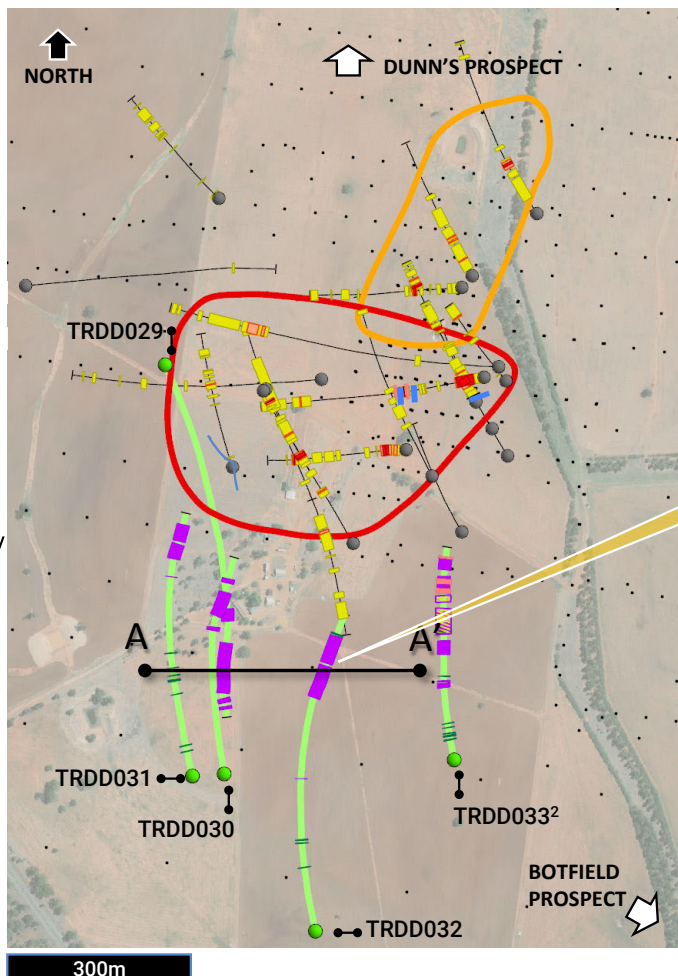 NORTH
DUNN'S PROSPECT
TRDD029
A
A'
TRDD031
TRDD030
TRDD033²
BOTFIELD
PROSPECT
TRDD032
300m